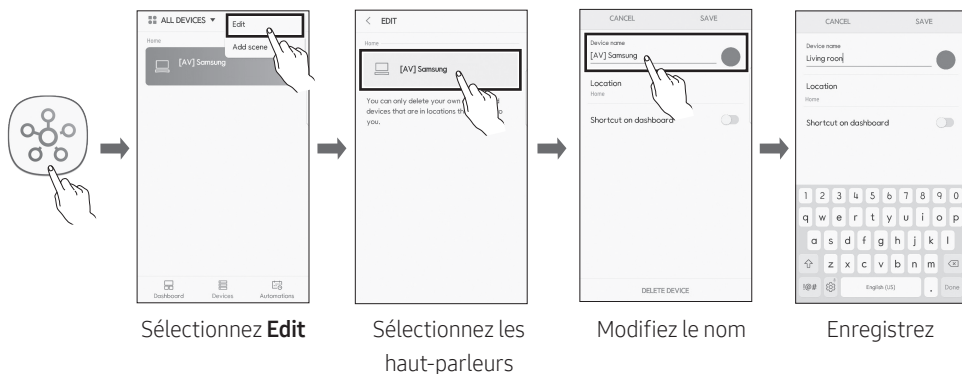 ALL DEVICES ▼
Edit
Add scene
Home
[AV] Samsung
Dashboard
Devices
Automations
Sélectionnez Edit
< EDIT
Home
[AV] Samsung
You can only delete your own
devices that are in locations th
you.
Sélectionnez les
haut-parleurs
CANCEL SAVE
Device name
[AV] Samsung
Location
Home
Shortcut on dashboard
DELETE DEVICE
Modifiez le nom
CANCEL SAVE
Device name
Living roon
Location
Home
Shortcut on dashboard
1 2 3 4 5 6 7 8 9 0
q w e r t y u i o p
a s d f g h j k l
z x c v b n m
!@# English (US) . Done
Enregistrez